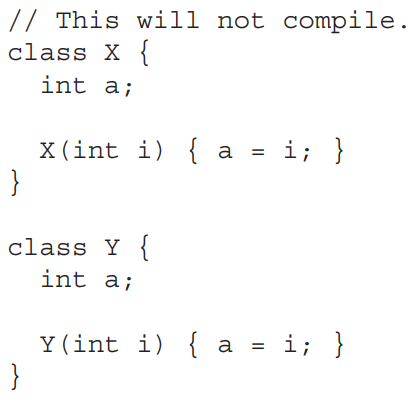 // This will not compile.
class X {
  int a;

  X(int i) { a = i; }
}

class Y {
  int a;

  Y(int i) { a = i; }
}